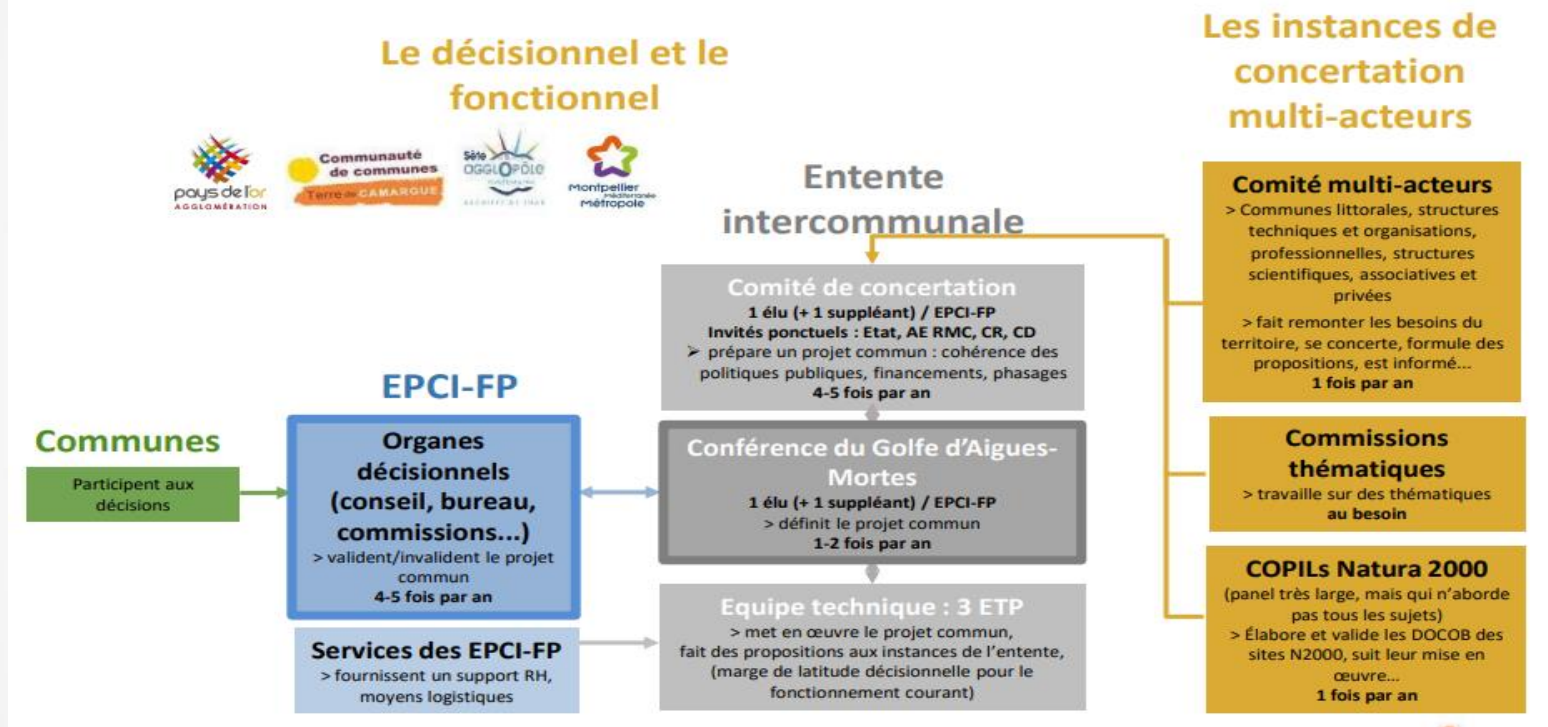 Le décisionnel et le
fonctionnel
pays de l'or
AGGLOMÉRATION
Communauté
de communes
Terre de CAMARGUE
Sète
AGGLOPÔLE
ARCHIPEL DE THAU
Montpellier
méditerranée
Métropole
Les instances de
concertation
multi-acteurs
Entente
intercommunale
Comité de concertation
1 élu (+ 1 suppléant) / EPCI-FP
Invités ponctuels : Etat, AE RMC, CR, CD
➢ prépare un projet commun : cohérence des
politiques publiques, financements, phasages
4-5 fois par an
Comité multi-acteurs
> Communes littorales, structures
techniques et organisations,
professionnelles, structures
scientifiques, associatives et
privées
> fait remonter les besoins du
territoire, se concerte, formule des
propositions, est informé...
1 fois par an
Communes
Participent aux
décisions
EPCI-FP
Organes
décisionnels
(conseil, bureau,
commissions...)
> valident/invalident le projet
commun
4-5 fois par an
Conférence du Golfe d'Aigues-
Mortes
1 élu (+ 1 suppléant) / EPCI-FP
> définit le projet commun
1-2 fois par an
Commissions
thématiques
> travaille sur des thématiques
au besoin
Services des EPCI-FP
> fournissent un support RH,
moyens logistiques
Equipe technique : 3 ETP
> met en œuvre le projet commun,
fait des propositions aux instances de l'entente,
(marge de latitude décisionnelle pour le
fonctionnement courant)
COPILs Natura 2000
(panel très large, mais qui n'aborde
pas tous les sujets)
> Élabore et valide les DOCOB des
sites N2000, suit leur mise en
œuvre...
1 fois par an